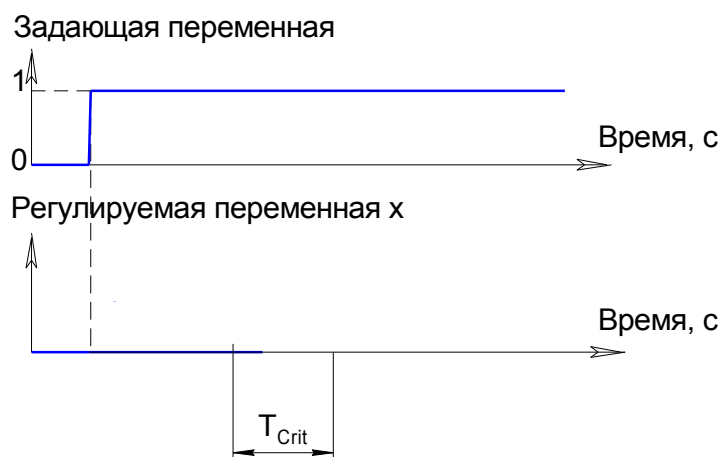 Задающая переменная
1
Время, с
0
Регулируемая переменная x
Время, с
T_Crit